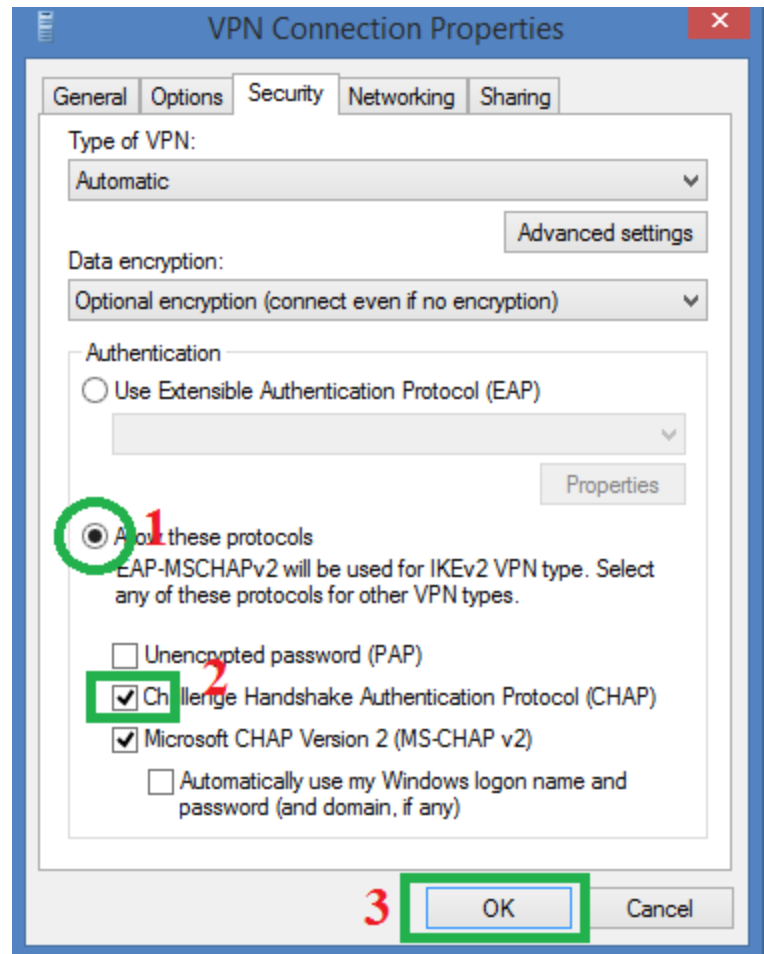 VPN Connection Properties
General Options Security Networking Sharing
Type of VPN:
Automatic
Advanced settings
Data encryption:
Optional encryption (connect even if no encryption)
Authentication
Use Extensible Authentication Protocol (EAP)
Properties
1
Allow these protocols
EAP-MSCHAPv2 will be used for IKEv2 VPN type. Select
any of these protocols for other VPN types.
Unencrypted password (PAP)
2
Challenge Handshake Authentication Protocol (CHAP)
Microsoft CHAP Version 2 (MS-CHAP v2)
Automatically use my Windows logon name and
password (and domain, if any)
3 OK Cancel